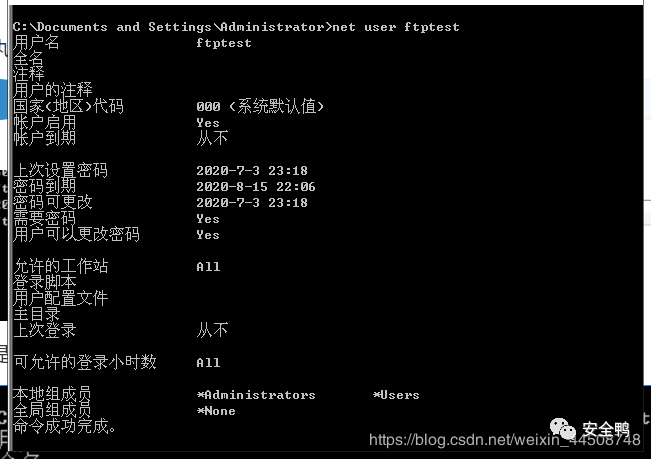 C:\Documents and Settings\Administrator>net user ftptest
用户名 ftptest
全名
注释
用户的注释
国家(地区)代码 000 (系统默认值)
帐户启用 Yes
帐户到期 从不
上次设置密码 2020-7-3 23:18
密码到期 2020-8-15 22:06
密码可更改 2020-7-3 23:18
需要密码 Yes
用户可以更改密码 Yes
允许的工作站 All
登录脚本
用户配置文件
主目录
上次登录 从不
可允许的登录小时数 All
本地组成员 *Administrators *Users
全局组成员 *None
命令成功完成。
安全鸭
https://blog.csdn.net/weixin_44508748